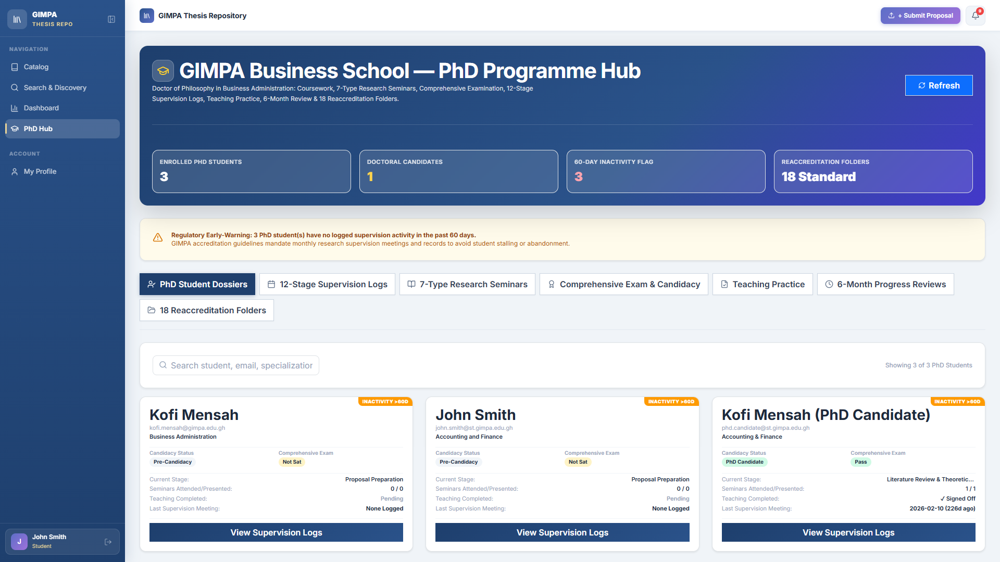 GIMPA
THESIS REPO
NAVIGATION
Catalog
Search & Discovery
Dashboard
PhD Hub
ACCOUNT
My Profile
John Smith
Student
J
GIMPA Thesis Repository
+ Submit Proposal
9
GIMPA Business School — PhD Programme Hub
Doctor of Philosophy in Business Administration: Coursework, 7-Type Research Seminars, Comprehensive Examination, 12-Stage
Supervision Logs, Teaching Practice, 6-Month Review & 18 Reaccreditation Folders.
Refresh
ENROLLED PHD STUDENTS
3
DOCTORAL CANDIDATES
1
60-DAY INACTIVITY FLAG
3
REACCREDITATION FOLDERS
18 Standard
Regulatory Early-Warning: 3 PhD student(s) have no logged supervision activity in the past 60 days.
GIMPA accreditation guidelines mandate monthly research supervision meetings and records to avoid student stalling or abandonment.
PhD Student Dossiers
12-Stage Supervision Logs
7-Type Research Seminars
Comprehensive Exam & Candidacy
Teaching Practice
6-Month Progress Reviews
18 Reaccreditation Folders
Search student, email, specialization
Showing 3 of 3 PhD Students
INACTIVITY >60D
Kofi Mensah
kofi.mensah@gimpa.edu.gh
Business Administration
Candidacy Status
Pre-Candidacy
Comprehensive Exam
Not Sat
Current Stage: Proposal Preparation
Seminars Attended/Presented: 0 / 0
Teaching Completed: Pending
Last Supervision Meeting: None Logged
View Supervision Logs
INACTIVITY >60D
John Smith
john.smith@st.gimpa.edu.gh
Accounting and Finance
Candidacy Status
Pre-Candidacy
Comprehensive Exam
Not Sat
Current Stage: Proposal Preparation
Seminars Attended/Presented: 0 / 0
Teaching Completed: Pending
Last Supervision Meeting: None Logged
View Supervision Logs
INACTIVITY >60D
Kofi Mensah (PhD Candidate)
phd.candidate@st.gimpa.edu.gh
Accounting & Finance
Candidacy Status
PhD Candidate
Comprehensive Exam
Pass
Current Stage: Literature Review & Theoretic...
Seminars Attended/Presented: 1 / 1
Teaching Completed: ✓ Signed Off
Last Supervision Meeting: 2026-02-10 (226d ago)
View Supervision Logs